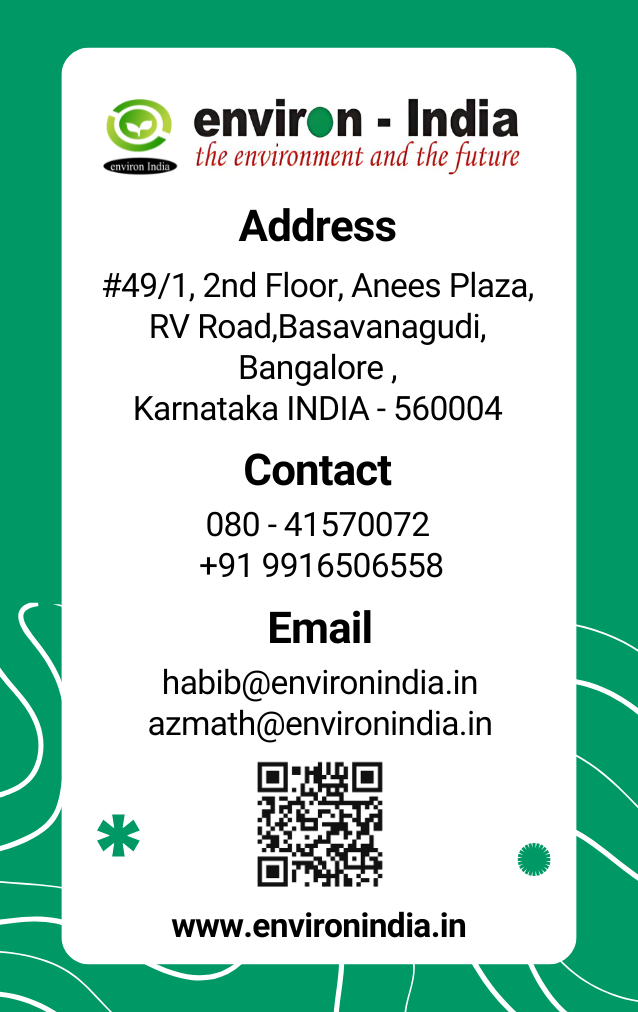 environ India
environ - India
the environment and the future
Address
#49/1, 2nd Floor, Anees Plaza,
RV Road,Basavanagudi,
Bangalore ,
Karnataka INDIA - 560004
Contact
080 - 41570072
+91 9916506558
Email
habib@environindia.in
azmath@environindia.in
www.environindia.in